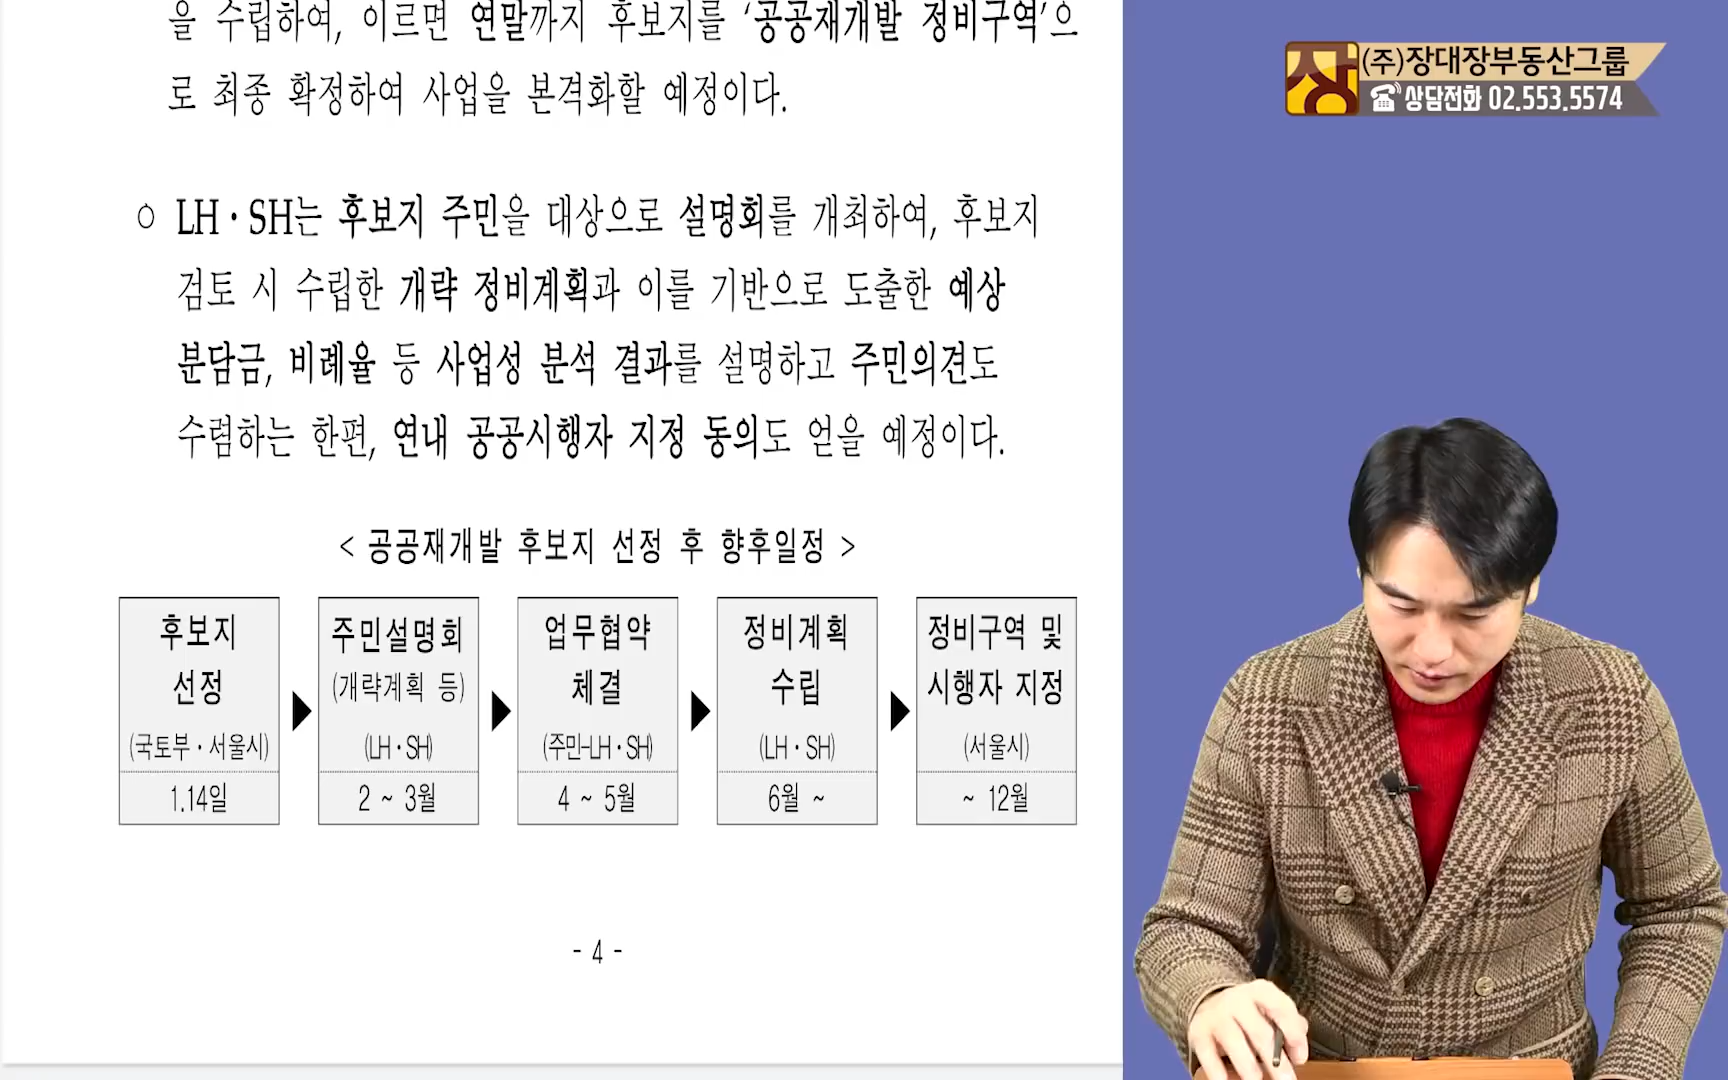 을 수립하여, 이르면 연말까지 후보지를 ‘공공재개발 정비구역’으
로 최종 확정하여 사업을 본격화할 예정이다.
○ LH·SH는 후보지 주민을 대상으로 설명회를 개최하여, 후보지
검토 시 수립한 개략 정비계획과 이를 기반으로 도출한 예상
분담금, 비례율 등 사업성 분석 결과를 설명하고 주민의견도
수렴하는 한편, 연내 공공시행자 지정 동의도 얻을 예정이다.
< 공공재개발 후보지 선정 후 향후일정 >
후보지
선정
(국토부·서울시)
1.14일
주민설명회
(개략계획 등)
(LH·SH)
2 ~ 3월
업무협약
체결
(주민-LH·SH)
4 ~ 5월
정비계획
수립
(LH·SH)
6월 ~
정비구역 및
시행자 지정
(서울시)
~ 12월
- 4 -
장
(주)장대장부동산그룹
상담전화 02.553.5574